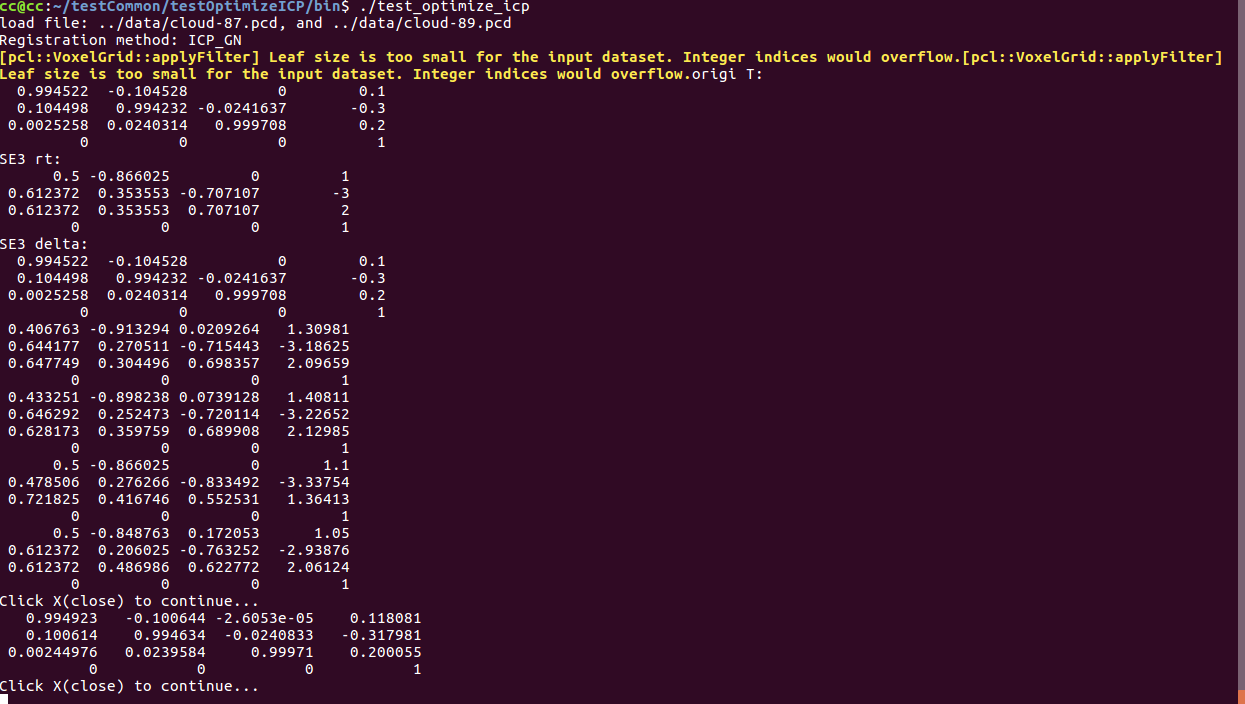 cc@cc:~/testCommon/testOptimizeICP/bin$ ./test_optimize_icp
load file: ../data/cloud-87.pcd, and ../data/cloud-89.pcd
Registration method: ICP_GN
[pcl::VoxelGrid::applyFilter] Leaf size is too small for the input dataset. Integer indices would overflow.[pcl::VoxelGrid::applyFilter]
Leaf size is too small for the input dataset. Integer indices would overflow.origi T:
0.994522 -0.104528 0 0.1
0.104498 0.994232 -0.0241637 -0.3
0.0025258 0.0240314 0.999708 0.2
0 0 0 1
SE3 rt:
0.5 -0.866025 0 1
0.612372 0.353553 -0.707107 -3
0.612372 0.353553 0.707107 2
0 0 0 1
SE3 delta:
0.994522 -0.104528 0 0.1
0.104498 0.994232 -0.0241637 -0.3
0.0025258 0.0240314 0.999708 0.2
0 0 0 1
0.406763 -0.913294 0.0209264 1.30981
0.644177 0.270511 -0.715443 -3.18625
0.647749 0.304496 0.698357 2.09659
0 0 0 1
0.433251 -0.898238 0.0739128 1.40811
0.646292 0.252473 -0.720114 -3.22652
0.628173 0.359759 0.689908 2.12985
0 0 0 1
0.5 -0.866025 0 1.1
0.478506 0.276266 -0.833492 -3.33754
0.721825 0.416746 0.552531 1.36413
0 0 0 1
0.5 -0.848763 0.172053 1.05
0.612372 0.206025 -0.763252 -2.93876
0.612372 0.486986 0.622772 2.06124
0 0 0 1
Click X(close) to continue...
0.994923 -0.100644 -2.6053e-05 0.118081
0.100614 0.994634 -0.0240833 -0.317981
0.00244976 0.0239584 0.99971 0.200055
0 0 0 1
Click X(close) to continue...